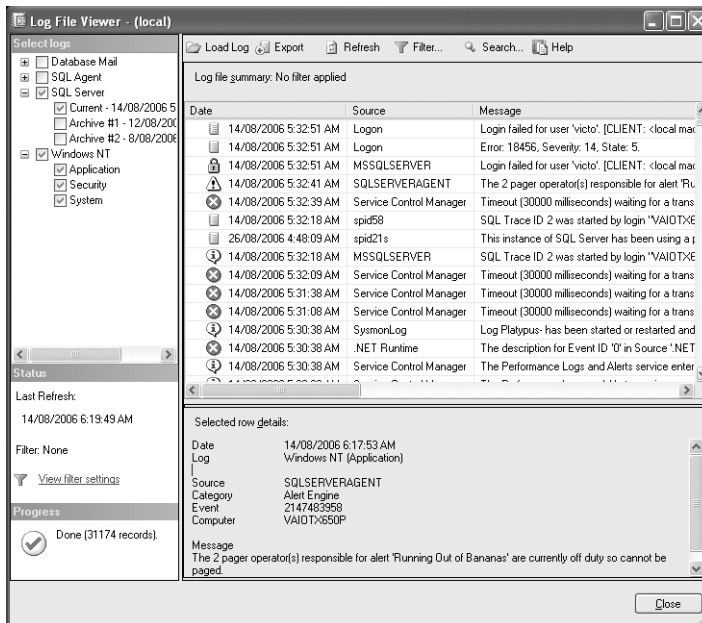 Log File Viewer - (local)
Select logs
Database Mail
SQL Agent
SQL Server
Current - 14/08/2006 5
Archive #1 - 12/08/200
Archive #2 - 8/08/2006
Windows NT
Application
Security
System
Status
Last Refresh:
14/08/2006 6:19:49 AM
Filter: None
View filter settings
Progress
Done (31174 records).
Load Log Export Refresh Filter... Search... Help
Log file summary: No filter applied
Date Source Message
14/08/2006 5:32:51 AM Logon Login failed for user 'victo'. [CLIENT: <local mac
14/08/2006 5:32:51 AM Logon Error: 18456, Severity: 14, State: 5.
14/08/2006 5:32:51 AM MSSQLSERVER Login failed for user 'victo'. [CLIENT: <local mac
14/08/2006 5:32:41 AM SQLSERVERAGENT The 2 pager operator(s) responsible for alert 'Ru
14/08/2006 5:32:39 AM Service Control Manager Timeout (30000 milliseconds) waiting for a trans
14/08/2006 5:32:18 AM spid58 SQL Trace ID 2 was started by login "VAIOTX6
26/08/2006 4:48:09 AM spid21s This instance of SQL Server has been using a p
14/08/2006 5:32:18 AM MSSQLSERVER SQL Trace ID 2 was started by login "VAIOTX6
14/08/2006 5:32:09 AM Service Control Manager Timeout (30000 milliseconds) waiting for a trans
14/08/2006 5:31:38 AM Service Control Manager Timeout (30000 milliseconds) waiting for a trans
14/08/2006 5:31:08 AM Service Control Manager Timeout (30000 milliseconds) waiting for a trans
14/08/2006 5:30:38 AM SysmonLog Log Platypus- has been started or restarted and
14/08/2006 5:30:38 AM .NET Runtime The description for Event ID '0' in Source '.NET
14/08/2006 5:30:38 AM Service Control Manager The Performance Logs and Alerts service enter
Selected row details:
Date 14/08/2006 6:17:53 AM
Log Windows NT (Application)
Source SQLSERVERAGENT
Category Alert Engine
Event 2147483958
Computer VAIOTX650P
Message
The 2 pager operator(s) responsible for alert 'Running Out of Bananas' are currently off duty so cannot be
paged.
Close